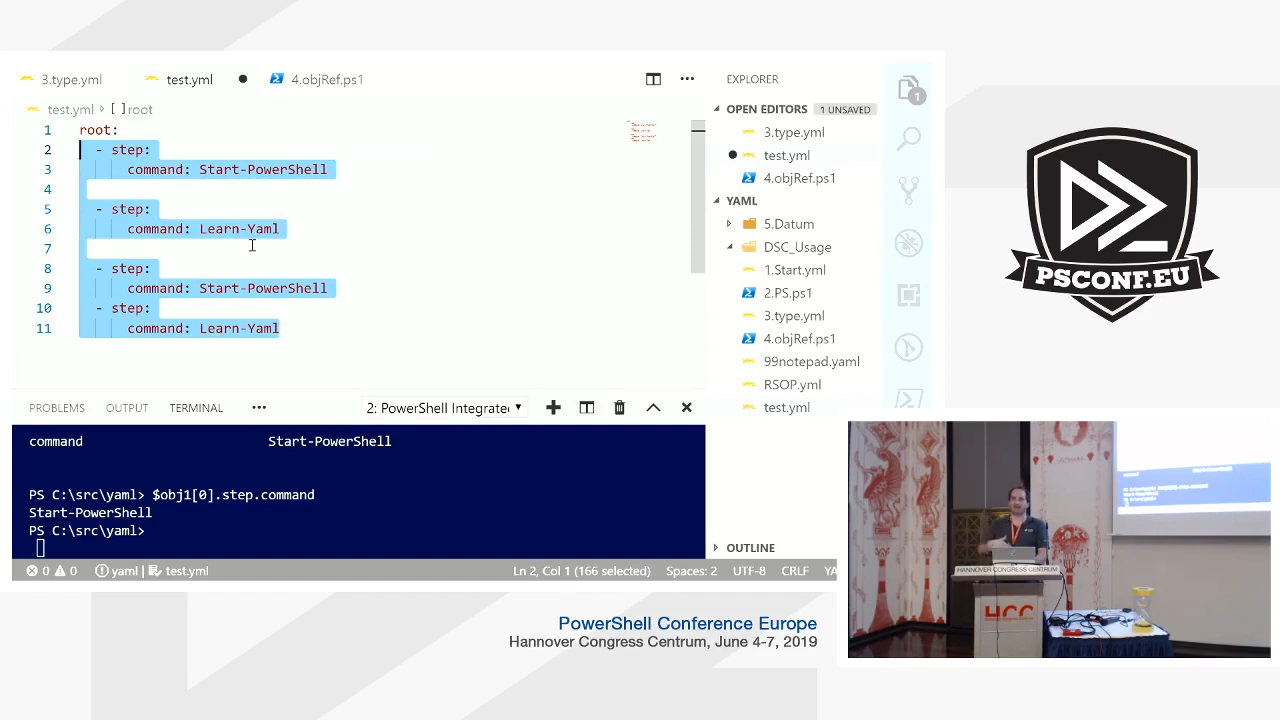 3.type.yml
test.yml
4.objRef.ps1
test.yml > [ ] root
1 root:
2 - step:
3 command: Start-PowerShell
4
5 - step:
6 command: Learn-Yaml
7
8 - step:
9 command: Start-PowerShell
10 - step:
11 command: Learn-Yaml
PROBLEMS OUTPUT TERMINAL ••• 2: PowerShell Integrate
command Start-PowerShell
PS C:\src\yaml> $obj1[0].step.command
Start-PowerShell
PS C:\src\yaml>
0 0 yaml | test.yml Ln 2, Col 1 (166 selected) Spaces: 2 UTF-8 CRLF YA
EXPLORER
OPEN EDITORS 1 UNSAVED
3.type.yml
test.yml
4.objRef.ps1
YAML
5.Datum
DSC_Usage
1.Start.yml
2.PS.ps1
3.type.yml
4.objRef.ps1
99notepad.yaml
RSOP.yml
test.yml
OUTLINE
1
PSCONF.EU
HANNOVER CONGRESS CENTRUM
HCC
PowerShell Conference Europe
Hannover Congress Centrum, June 4-7, 2019